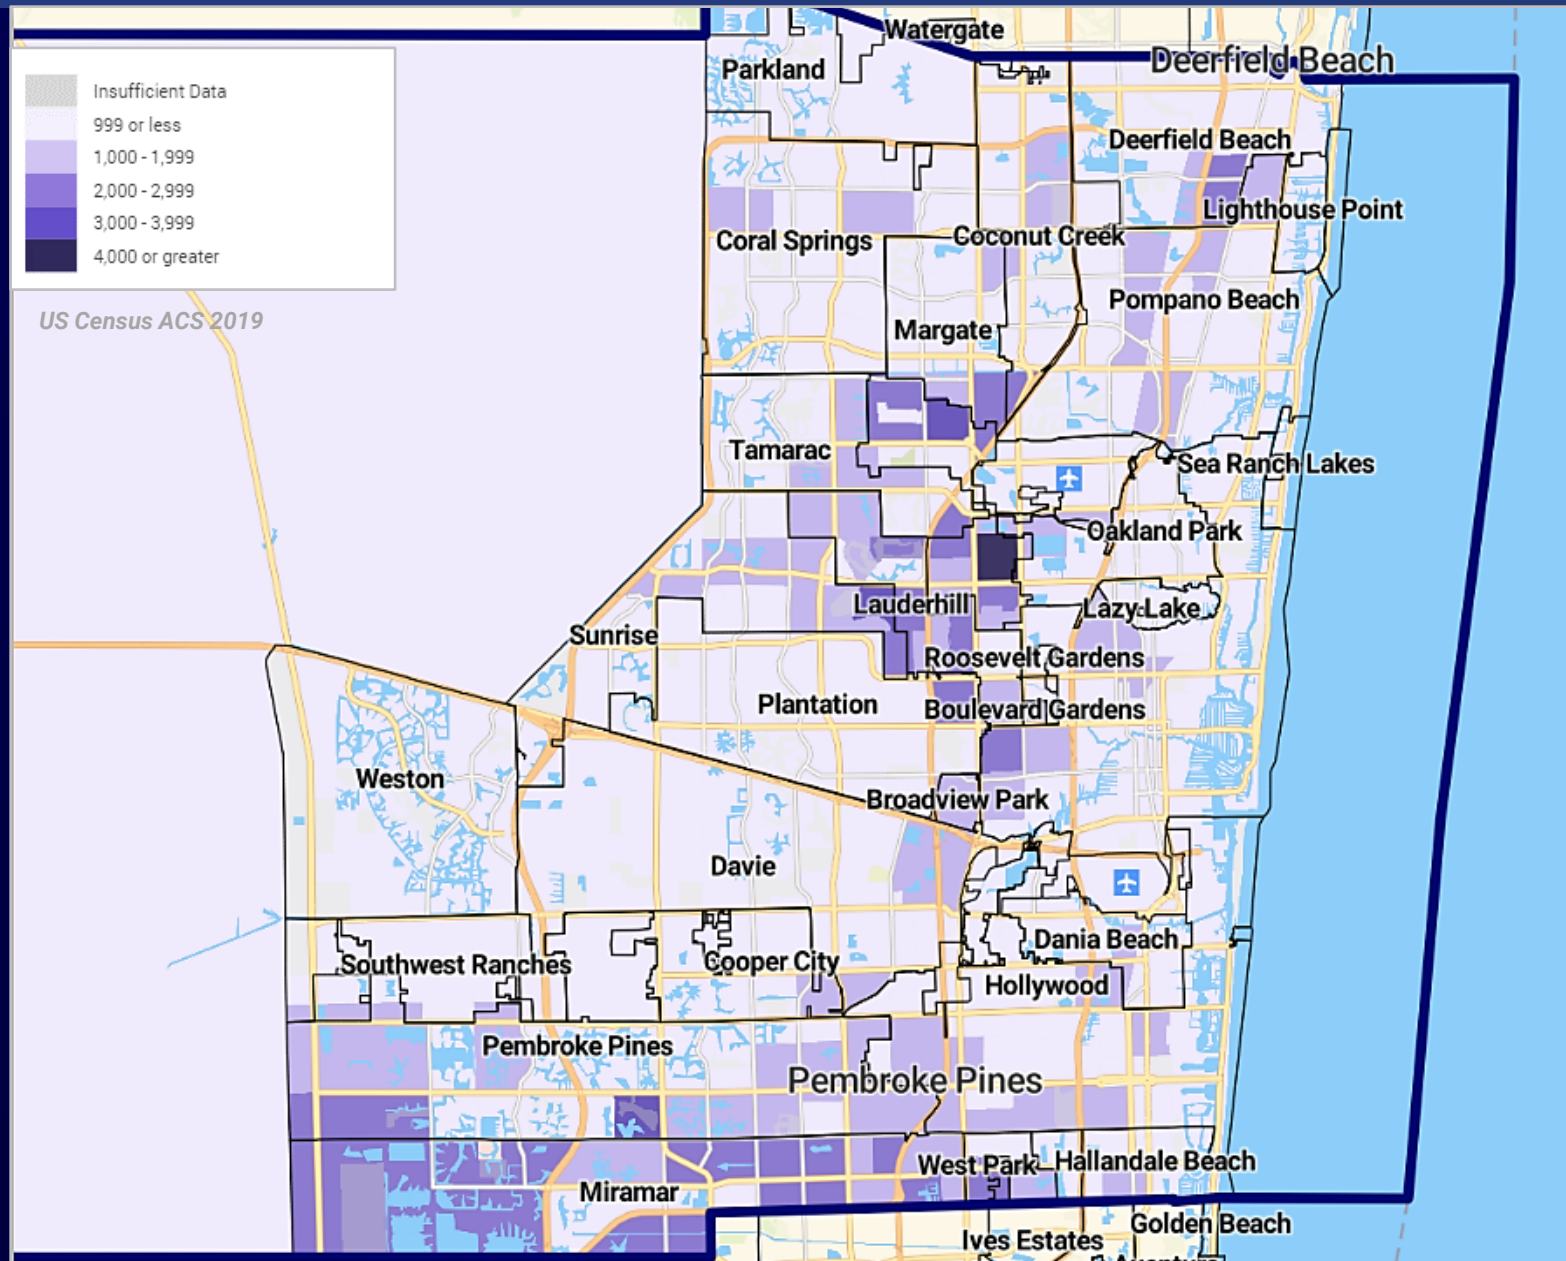 Watergate
Deerfield Beach
Parkland
Insufficient Data
999 or less
1,000 - 1,999
2,000 - 2,999
3,000 - 3,999
4,000 or greater
US Census ACS 2019
Deerfield Beach
Lighthouse Point
Coral Springs
Coconut Creek
Pompano Beach
Margate
Tamarac
Sea Ranch Lakes
Oakland Park
Lauderhill
Lazy Lake
Sunrise
Roosevelt Gardens
Plantation
Boulevard Gardens
Weston
Broadview Park
Davie
Dania Beach
Southwest Ranches
Cooper City
Hollywood
Pembroke Pines
Pembroke Pines
West Park
Hallandale Beach
Miramar
Golden Beach
Ives Estates
Aventura